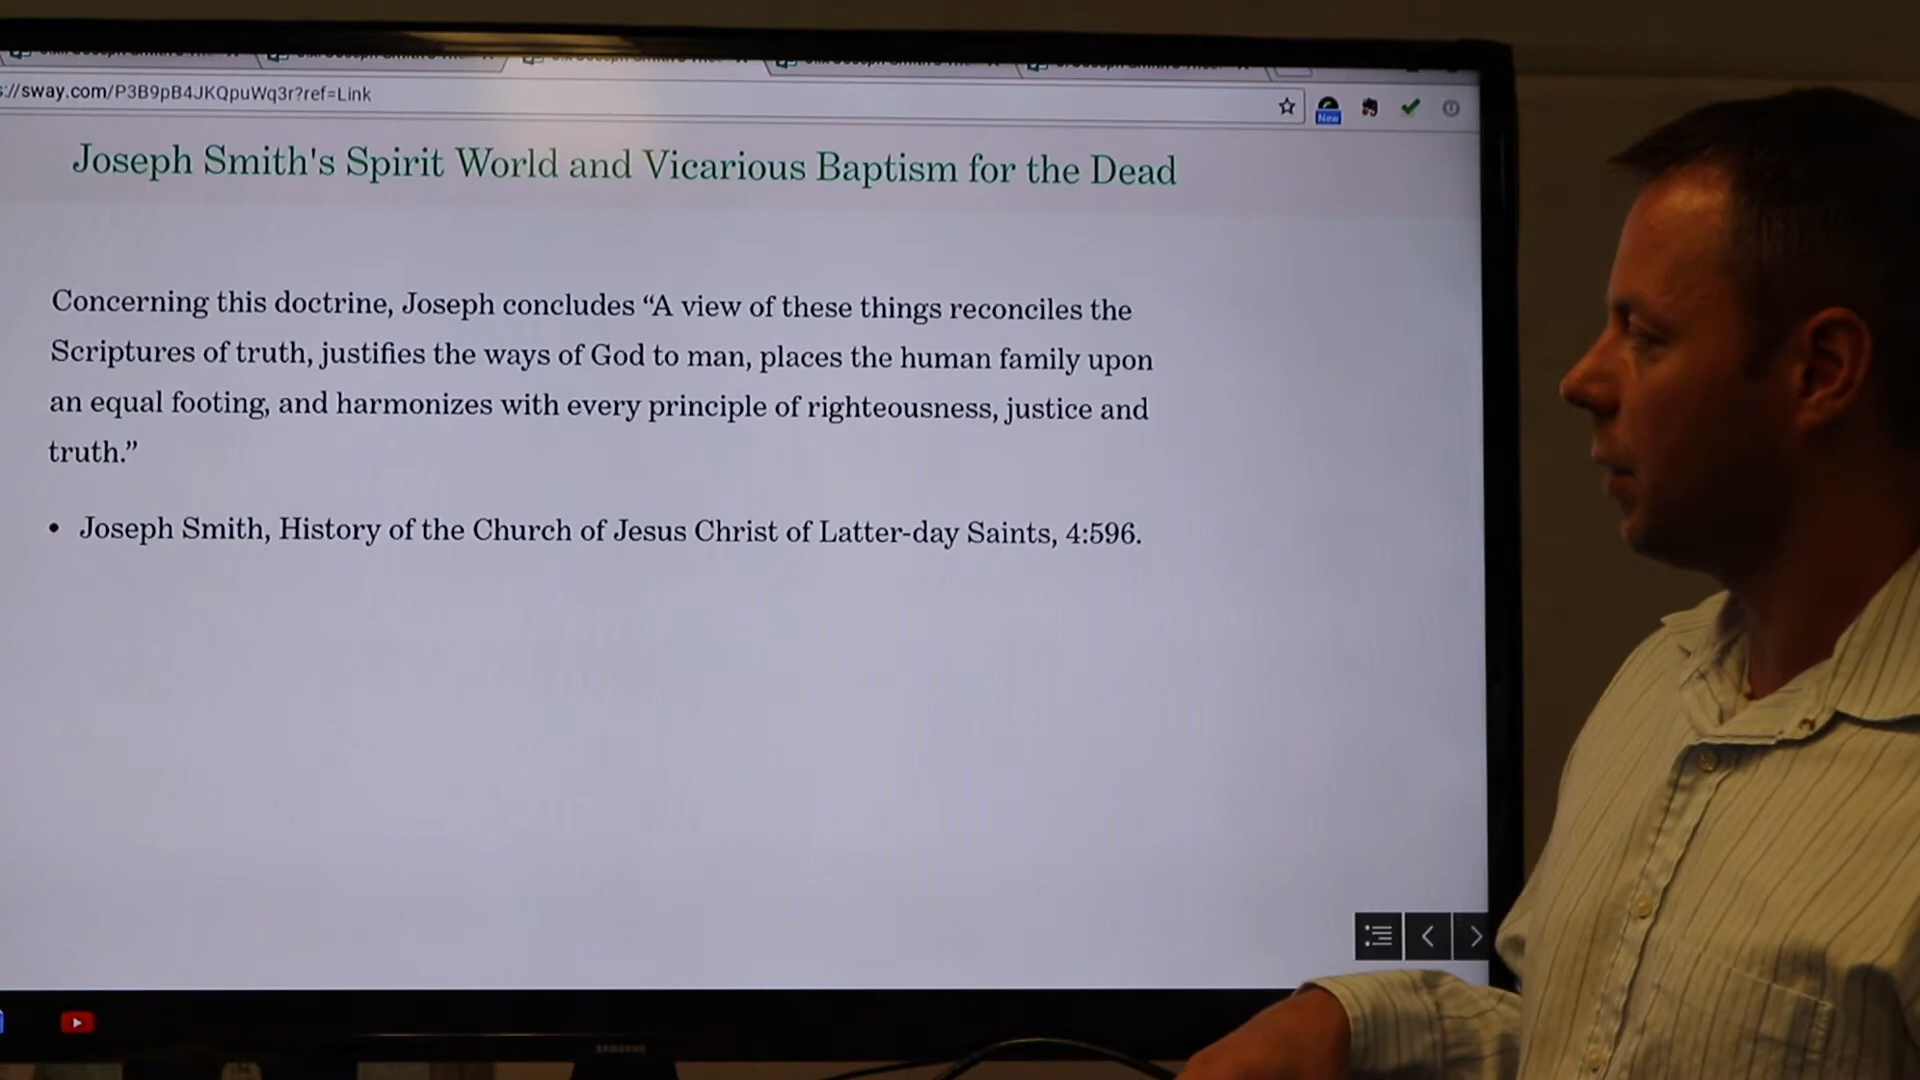 ://sway.com/P3B9pB4JKQpuWq3r?ref=Link
New
Joseph Smith's Spirit World and Vicarious Baptism for the Dead
Concerning this doctrine, Joseph concludes “A view of these things reconciles the
Scriptures of truth, justifies the ways of God to man, places the human family upon
an equal footing, and harmonizes with every principle of righteousness, justice and
truth.”
• Joseph Smith, History of the Church of Jesus Christ of Latter-day Saints, 4:596.
SAMSUNG